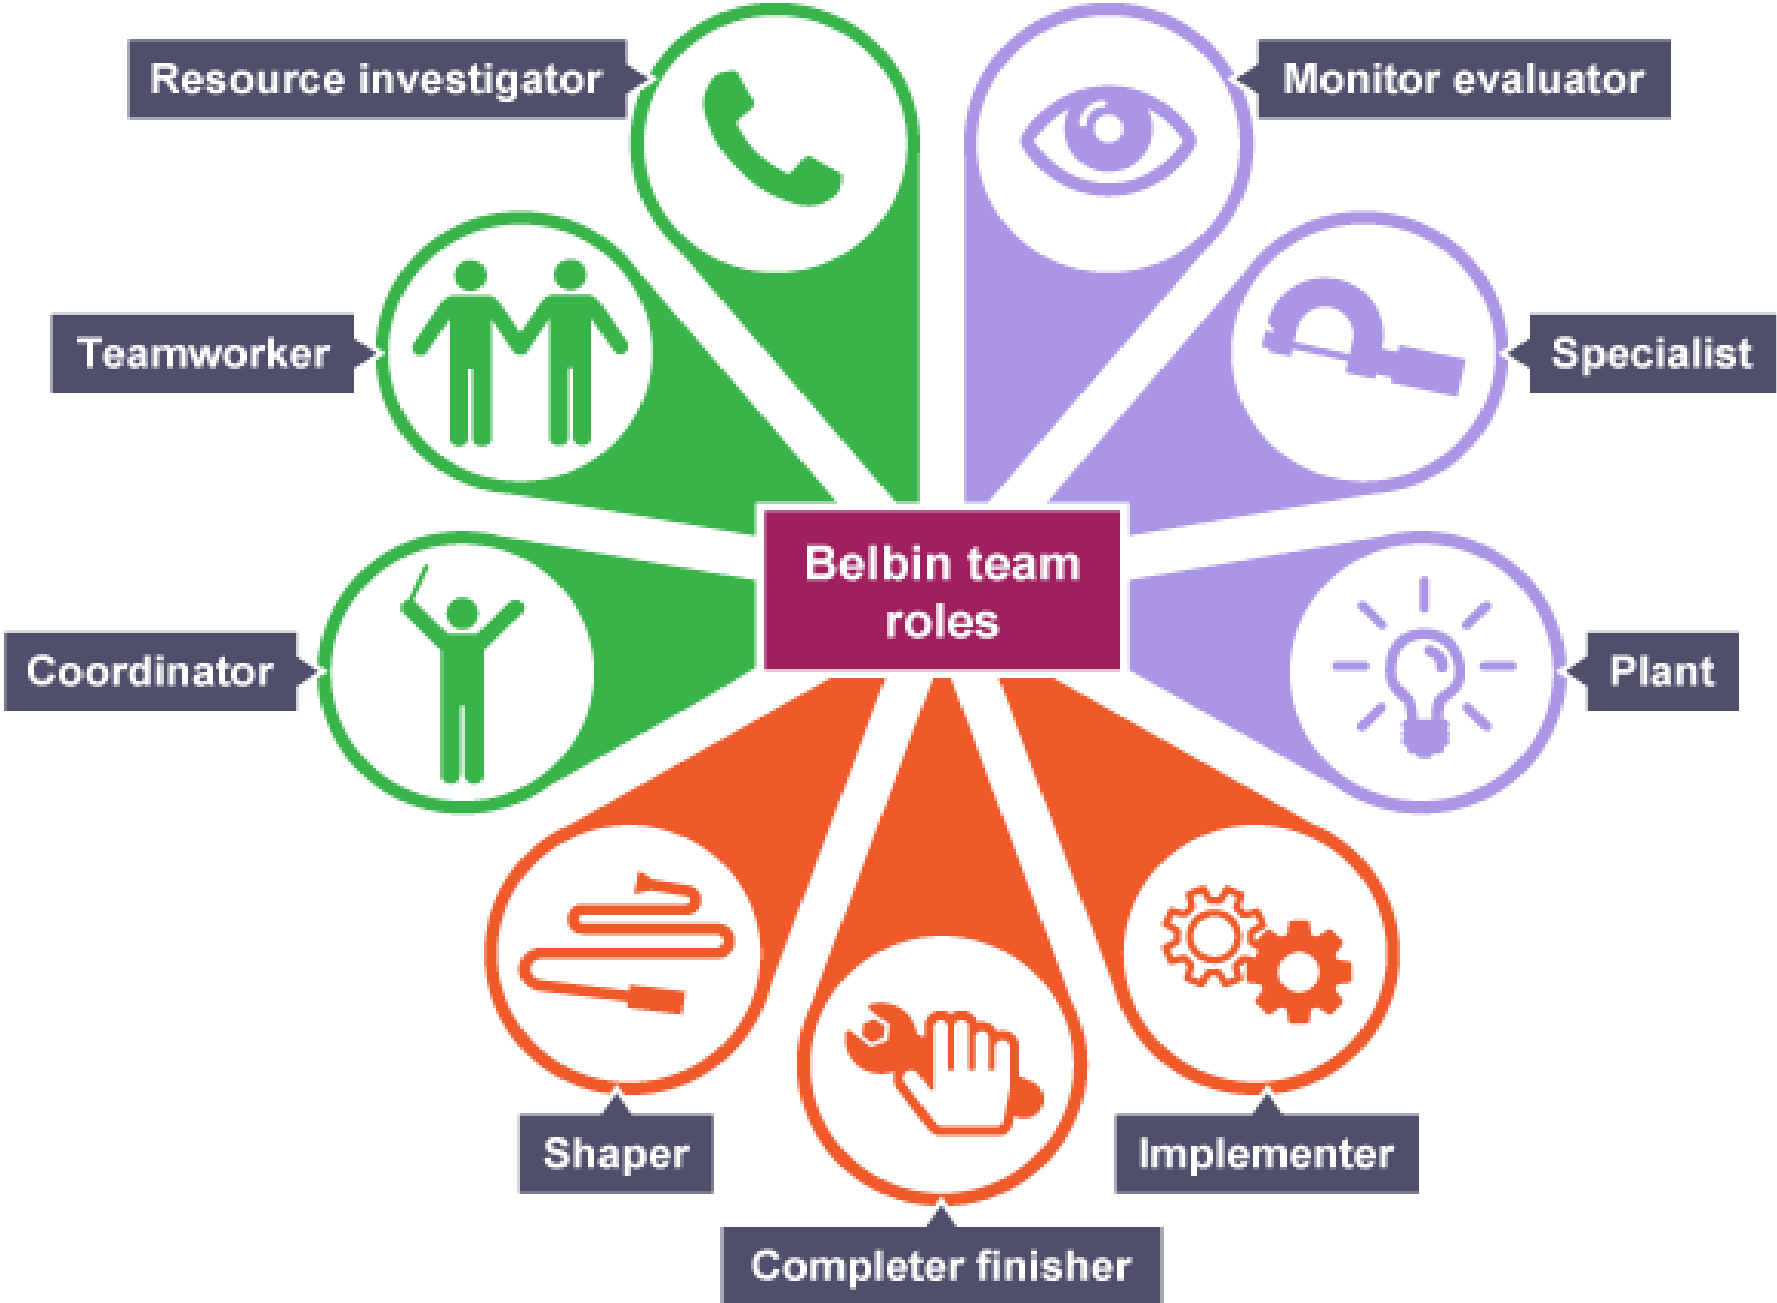 Resource investigator
Monitor evaluator
Teamworker
Specialist
Belbin team
roles
Coordinator
Plant
Shaper
Implementer
Completer finisher